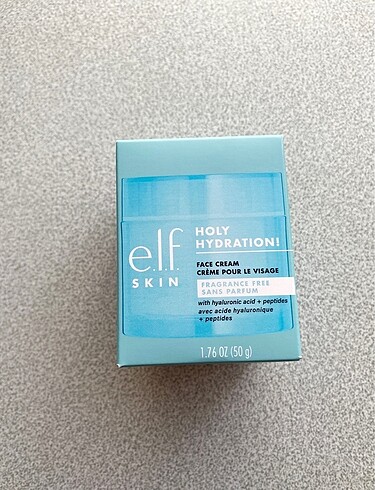 e.l.f.
SKIN
HOLY
HYDRATION!
FACE CREAM
CRÈME POUR LE VISAGE
FRAGRANCE FREE
SANS PARFUM
with hyaluronic acid + peptides
avec acide hyaluronique
+ peptides
1.76 OZ (50 g)